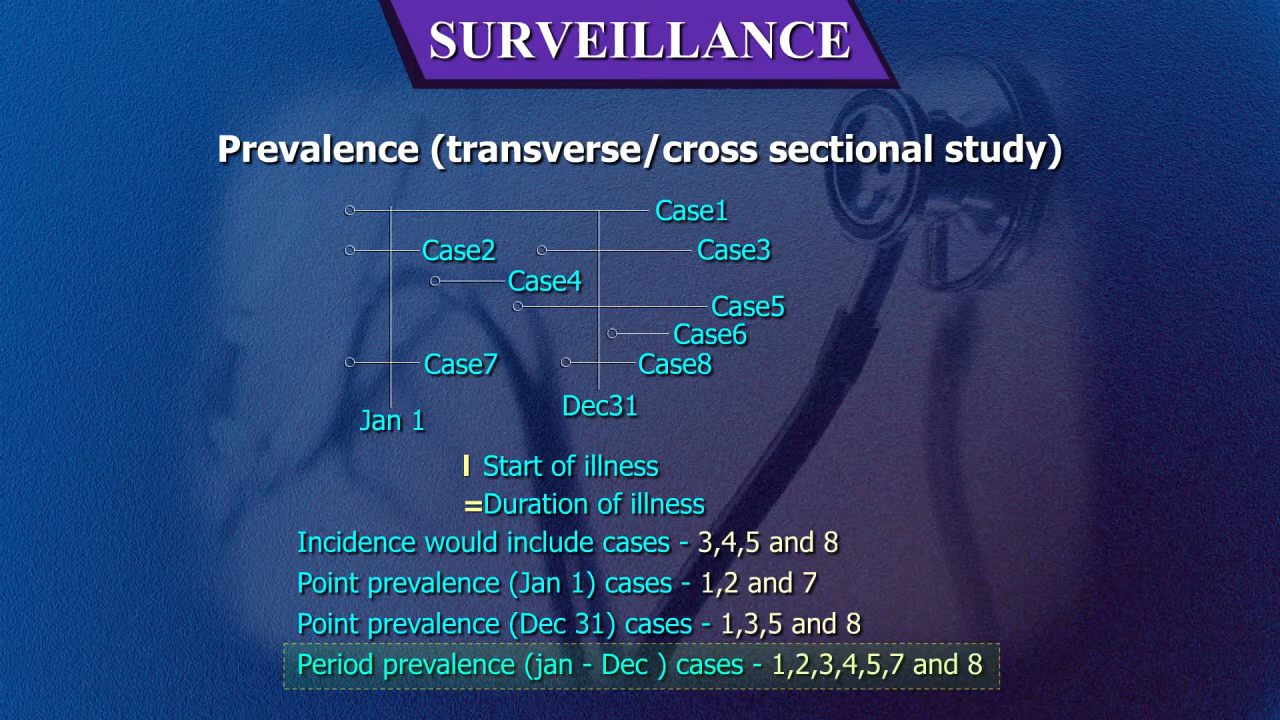 SURVEILLANCE
Prevalence (transverse/cross sectional study)
Case1
Case2
Case3
Case4
Case5
Case6
Case7
Case8
Jan 1
Dec31
I Start of illness
=Duration of illness
Incidence would include cases - 3,4,5 and 8
Point prevalence (Jan 1) cases - 1,2 and 7
Point prevalence (Dec 31) cases - 1,3,5 and 8
Period prevalence (jan - Dec ) cases - 1,2,3,4,5,7 and 8